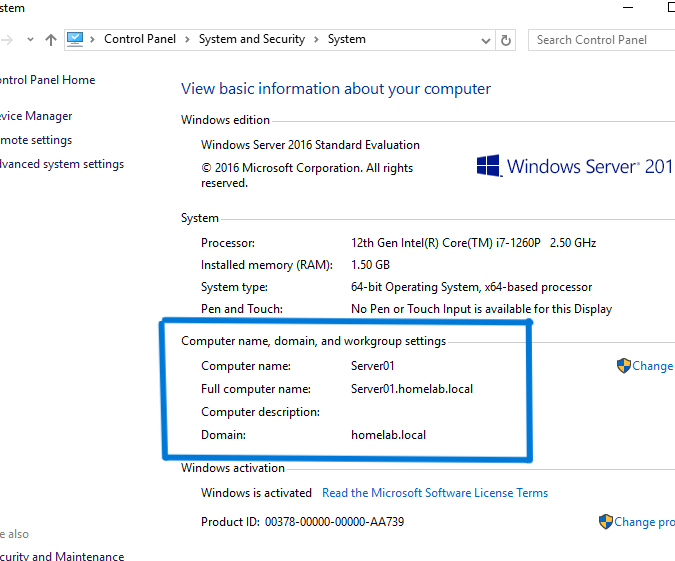 stem
Control Panel
System and Security
System
Search Control Panel
ontrol Panel Home
evice Manager
mote settings
dvanced system settings
View basic information about your computer
Windows edition
Windows Server 2016 Standard Evaluation
© 2016 Microsoft Corporation. All rights
reserved.
Windows Server® 201
System
Processor: 12th Gen Intel(R) Core(TM) i7-1260P 2.50 GHz
Installed memory (RAM): 1.50 GB
System type: 64-bit Operating System, x64-based processor
Pen and Touch: No Pen or Touch Input is available for this Display
Computer name, domain, and workgroup settings
Computer name: Server01
Change
Full computer name: Server01.homelab.local
Computer description:
Domain: homelab.local
Windows activation
Windows is activated Read the Microsoft Software License Terms
Product ID: 00378-00000-00000-AA739
Change pro
e also
curity and Maintenance